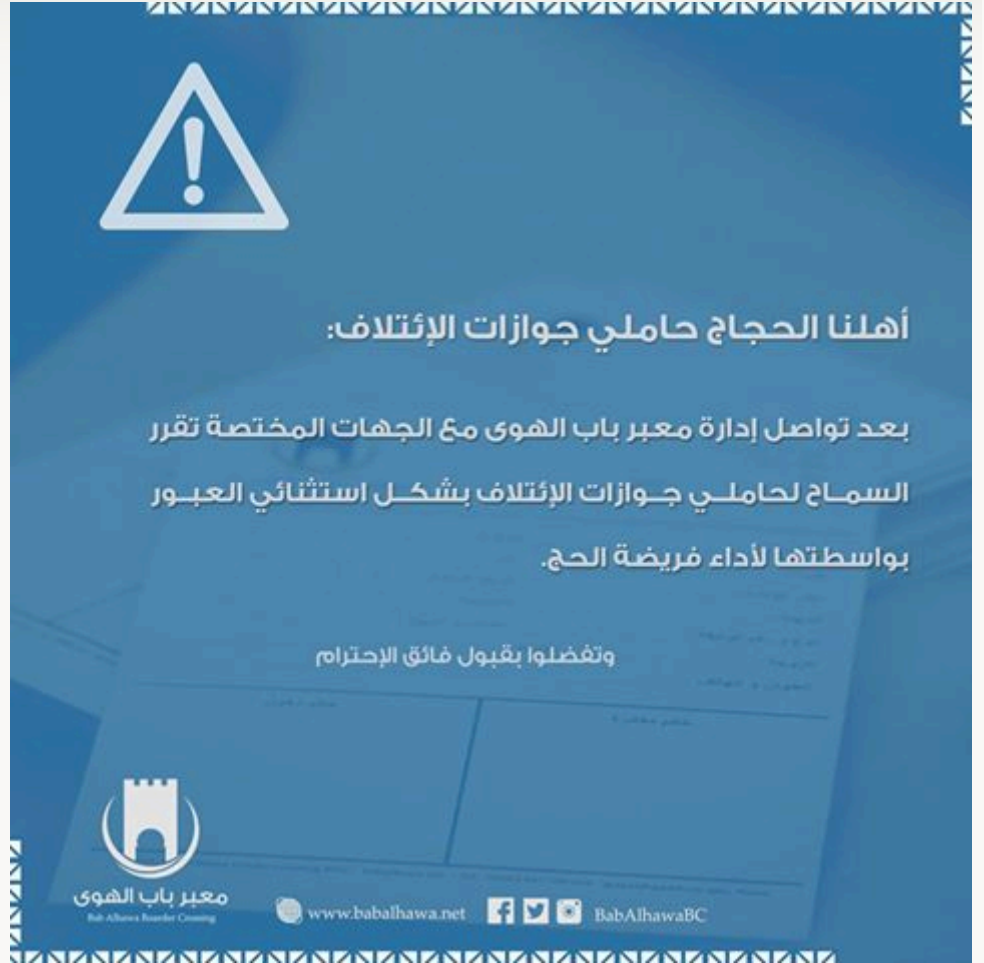 أهلنا الحجاج حاملي جوازات الإئتلاف:
بعد تواصل إدارة معبر باب الهوى مع الجهات المختصة تقرر
السماح لحاملي جوازات الإئتلاف بشكل استثنائي العبور
بواسطتها لأداء فريضة الحج.
وتفضلوا بقبول فائق الإحترام
معبر باب الهوى
Bab Alhawa Boarder Crossing
www.babalhawa.net
BabAlhawaBC